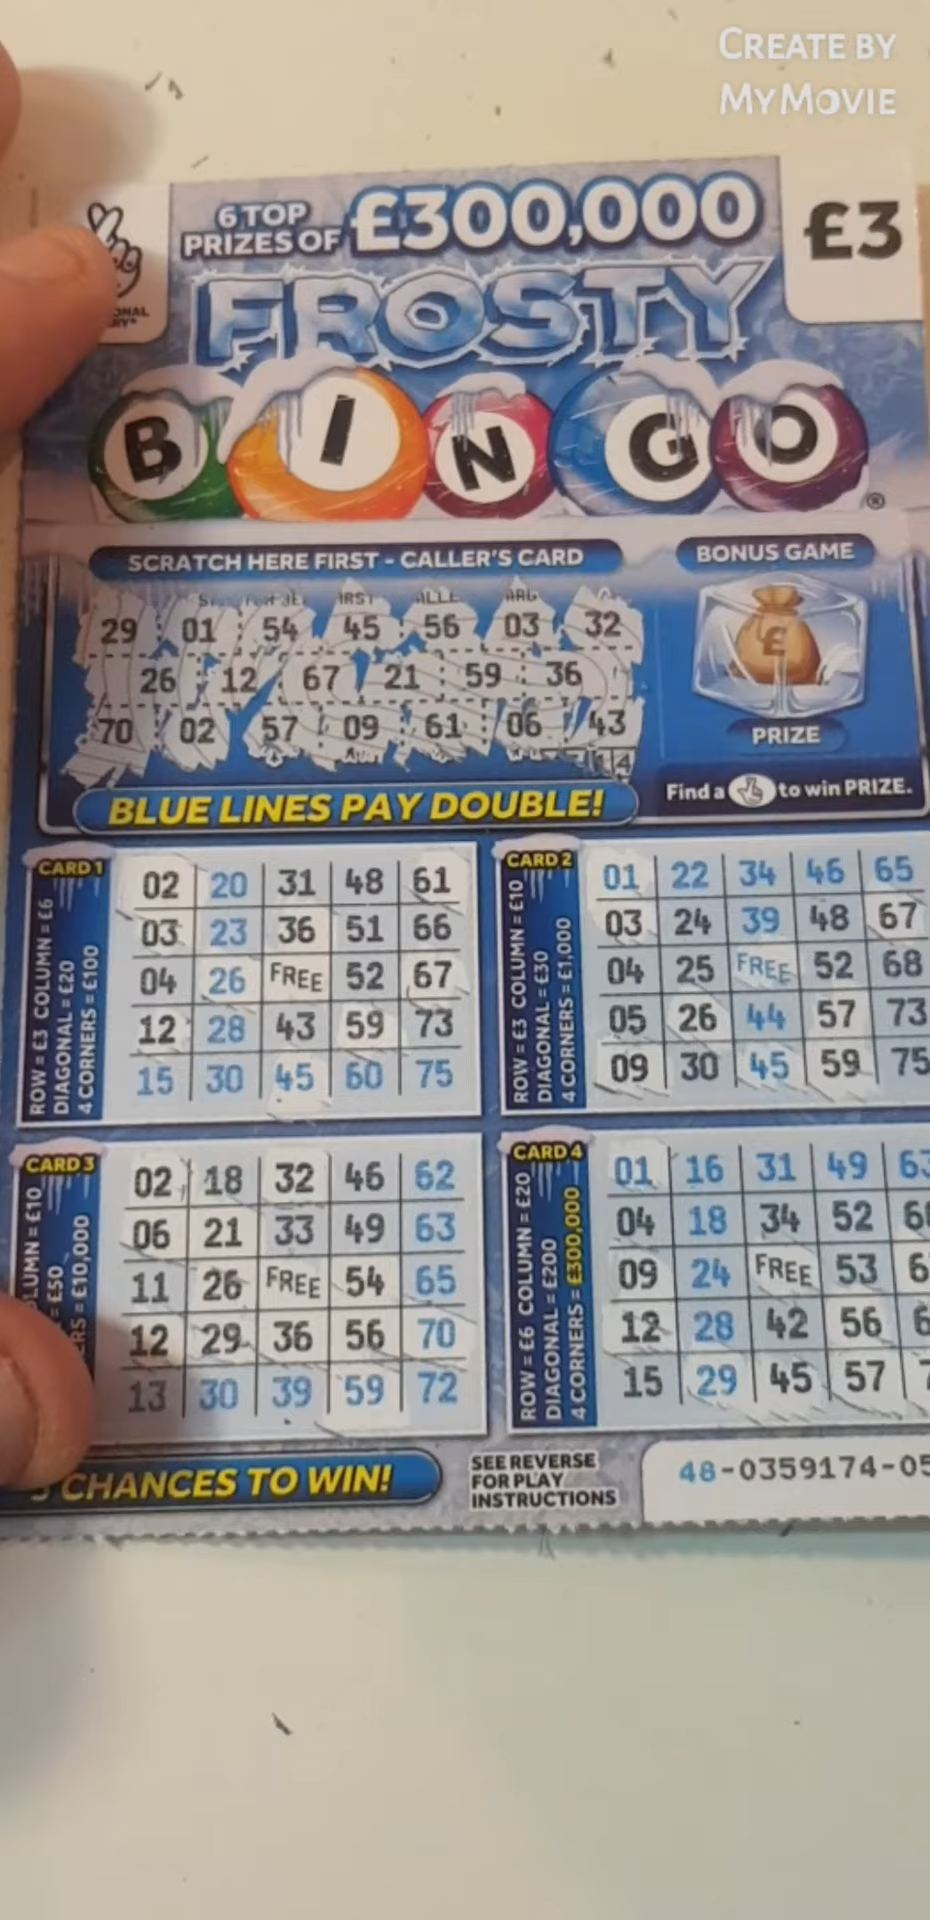 CREATE BY
MYMOVIE
6 TOP
PRIZES OF £300,000
£3
FROSTY
BINGO®
SCRATCH HERE FIRST - CALLER'S CARD
BONUS GAME
29 01 54 45 56 03 32
26 12 67 21 59 36
70 02 57 09 61 06 43
PRIZE
Find a to win PRIZE.
BLUE LINES PAY DOUBLE!
CARD 1
ROW = £3 COLUMN = £6
DIAGONAL = £20
4 CORNERS = £100
02 20 31 48 61
03 23 36 51 66
04 26 FREE 52 67
12 28 43 59 73
15 30 45 60 75
CARD 2
ROW = £3 COLUMN = £10
DIAGONAL = £30
4 CORNERS = £1,000
01 22 34 46 65
03 24 39 48 67
04 25 FREE 52 68
05 26 44 57 73
09 30 45 59 75
CARD 3
= £10
= £50
= £10,000
02 18 32 46 62
06 21 33 49 63
11 26 FREE 54 65
12 29 36 56 70
13 30 39 59 72
CARD 4
ROW = £6 COLUMN = £20
DIAGONAL = £200
4 CORNERS = £300,000
01 16 31 49 63
04 18 34 52
09 24 FREE 53
12 28 42 56
15 29 45 57
CHANCES TO WIN!
SEE REVERSE
FOR PLAY
INSTRUCTIONS
48-0359174-05